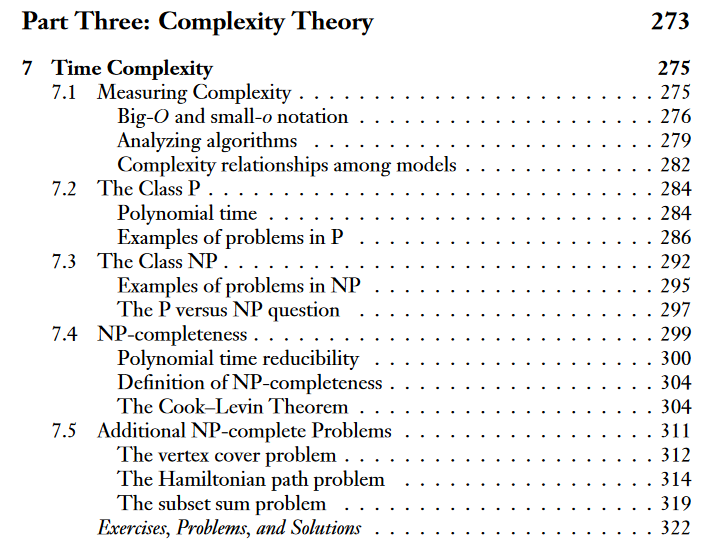 Part Three: Complexity Theory 273
7 Time Complexity 275
7.1 Measuring Complexity . . . . . . . . . . . . . . . . . . . . . . . . 275
Big-O and small-o notation . . . . . . . . . . . . . . . . . . . . 276
Analyzing algorithms . . . . . . . . . . . . . . . . . . . . . . . 279
Complexity relationships among models . . . . . . . . . . . . . 282
7.2 The Class P . . . . . . . . . . . . . . . . . . . . . . . . . . . . . . 284
Polynomial time . . . . . . . . . . . . . . . . . . . . . . . . . . 284
Examples of problems in P . . . . . . . . . . . . . . . . . . . . 286
7.3 The Class NP . . . . . . . . . . . . . . . . . . . . . . . . . . . . . 292
Examples of problems in NP . . . . . . . . . . . . . . . . . . . 295
The P versus NP question . . . . . . . . . . . . . . . . . . . . 297
7.4 NP-completeness . . . . . . . . . . . . . . . . . . . . . . . . . . . 299
Polynomial time reducibility . . . . . . . . . . . . . . . . . . . 300
Definition of NP-completeness . . . . . . . . . . . . . . . . . . 304
The Cook–Levin Theorem . . . . . . . . . . . . . . . . . . . . 304
7.5 Additional NP-complete Problems . . . . . . . . . . . . . . . . . 311
The vertex cover problem . . . . . . . . . . . . . . . . . . . . . 312
The Hamiltonian path problem . . . . . . . . . . . . . . . . . 314
The subset sum problem . . . . . . . . . . . . . . . . . . . . . 319
Exercises, Problems, and Solutions . . . . . . . . . . . . . . . . . . . 322